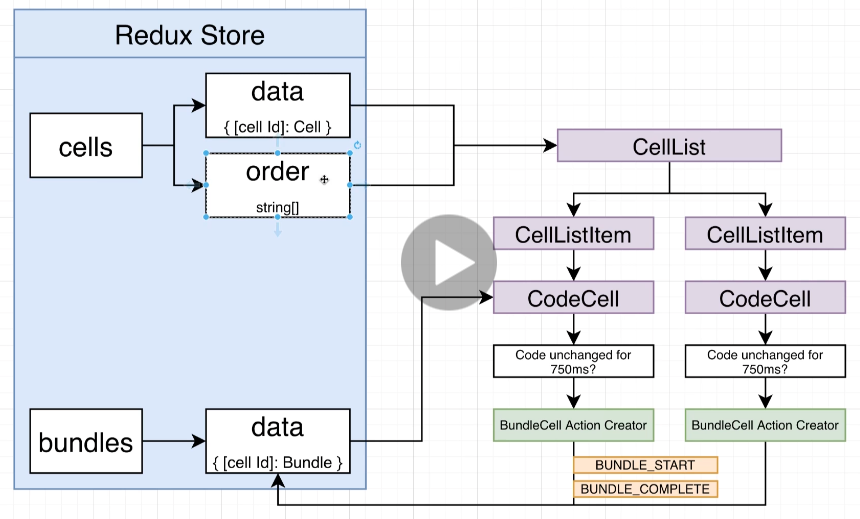 Redux Store
cells
data
{ [cell Id]: Cell }
order
string[]
bundles
data
{ [cell Id]: Bundle }
CellList
CellListItem
CellListItem
CodeCell
CodeCell
Code unchanged for
750ms?
Code unchanged for
750ms?
BundleCell Action Creator
BundleCell Action Creator
BUNDLE_START
BUNDLE_COMPLETE